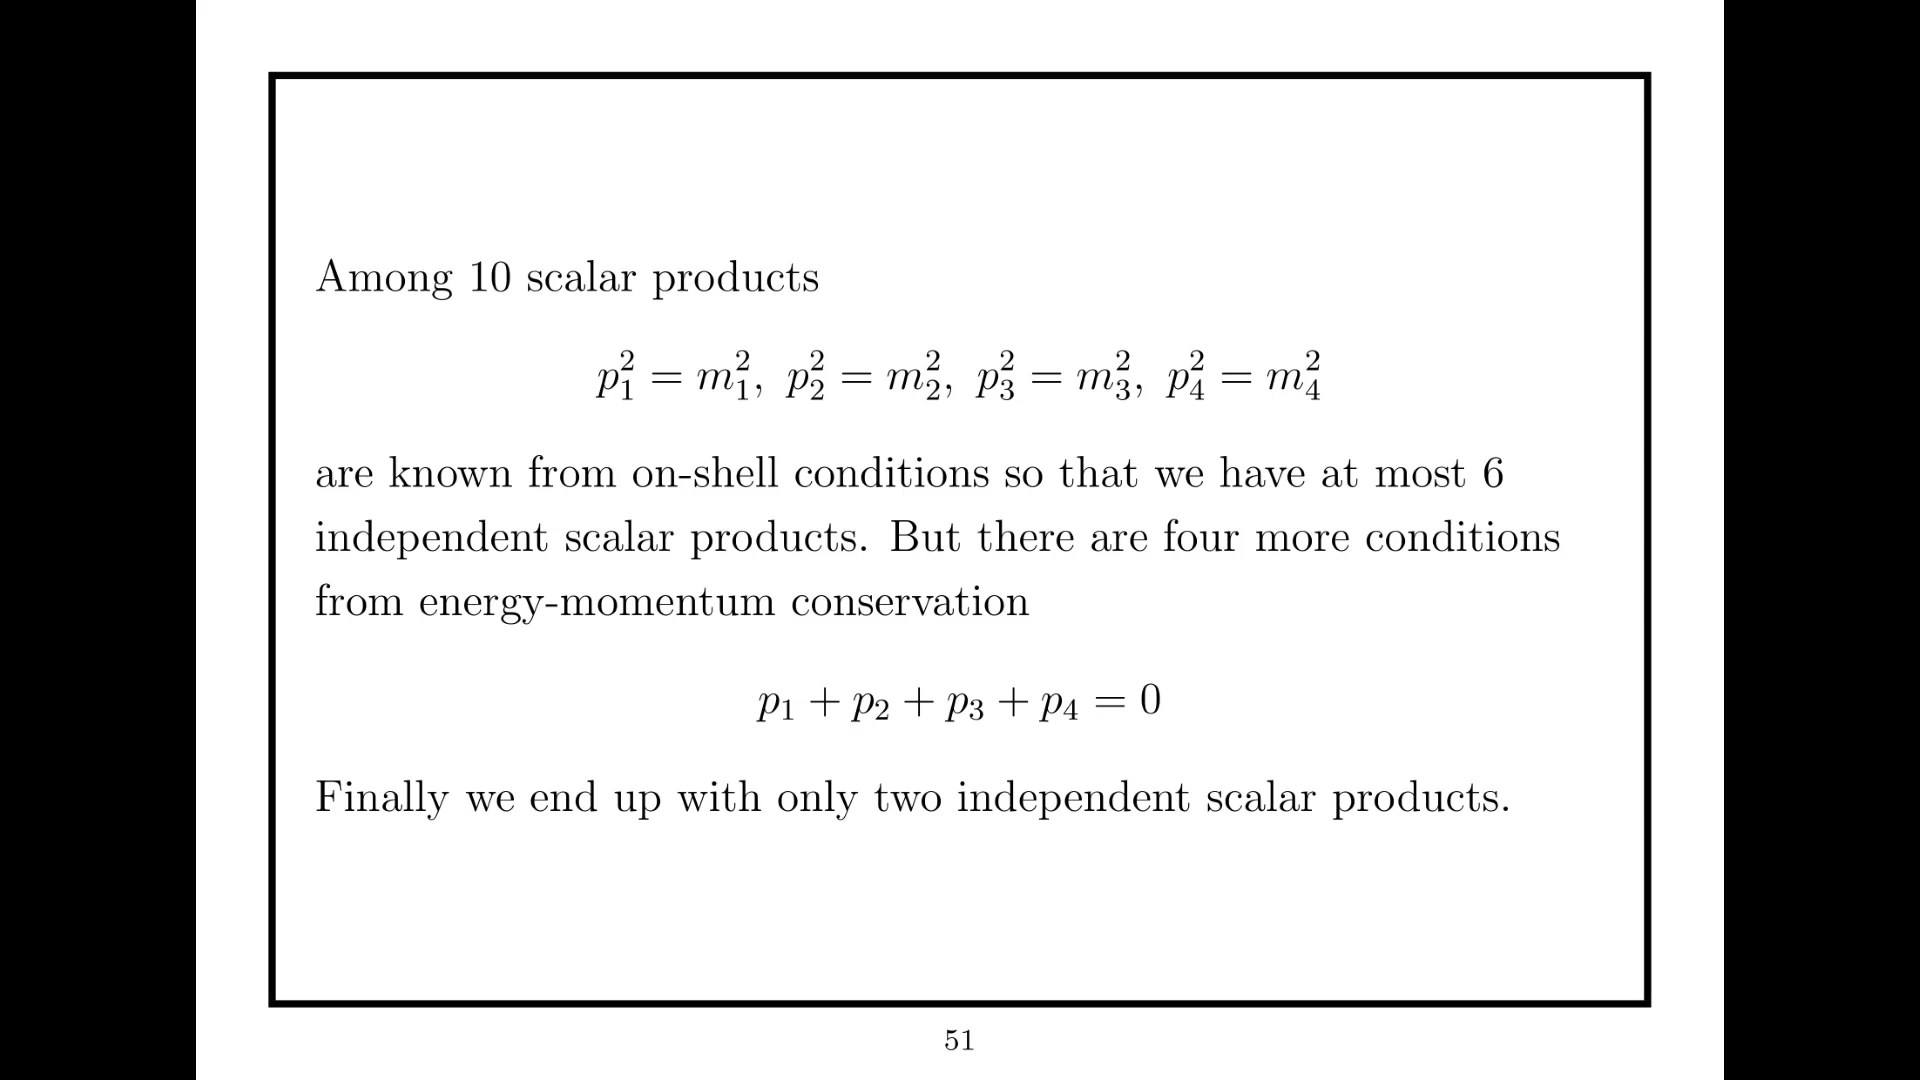 Among 10 scalar products
$p_1^2 = m_1^2,\ p_2^2 = m_2^2,\ p_3^2 = m_3^2,\ p_4^2 = m_4^2$
are known from on-shell conditions so that we have at most 6
independent scalar products. But there are four more conditions
from energy-momentum conservation
$p_1 + p_2 + p_3 + p_4 = 0$
Finally we end up with only two independent scalar products.
51